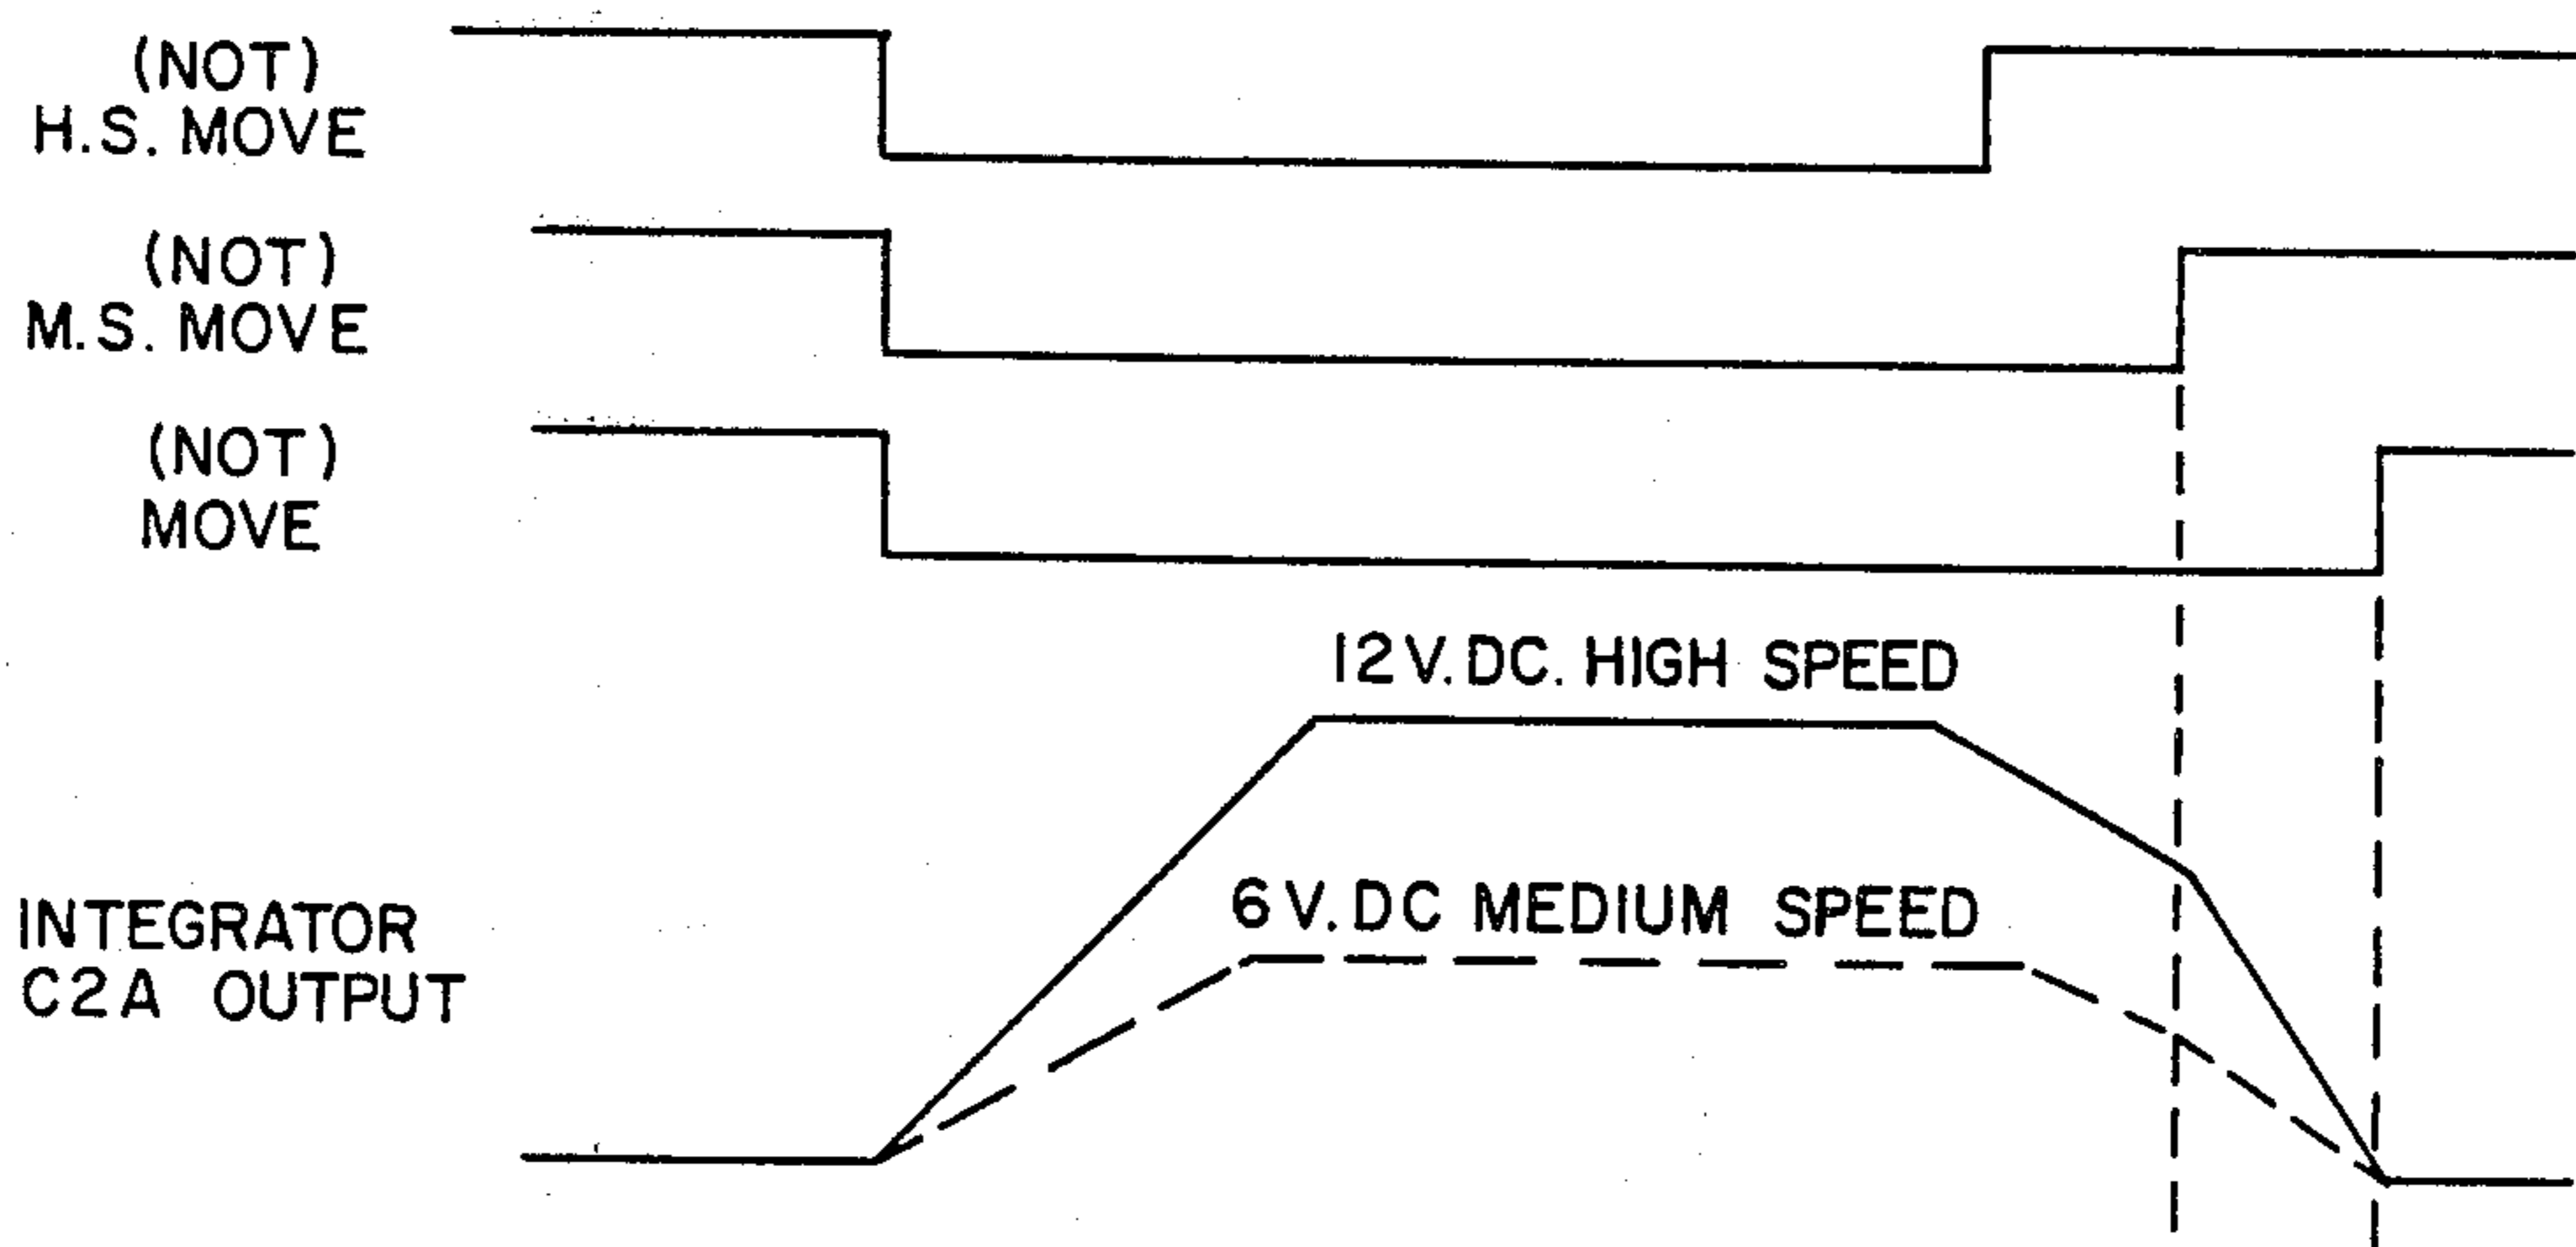 (NOT)
H.S. MOVE
(NOT)
M.S. MOVE
(NOT)
MOVE
12V.DC. HIGH SPEED
6V.DC MEDIUM SPEED
INTEGRATOR
C2A OUTPUT